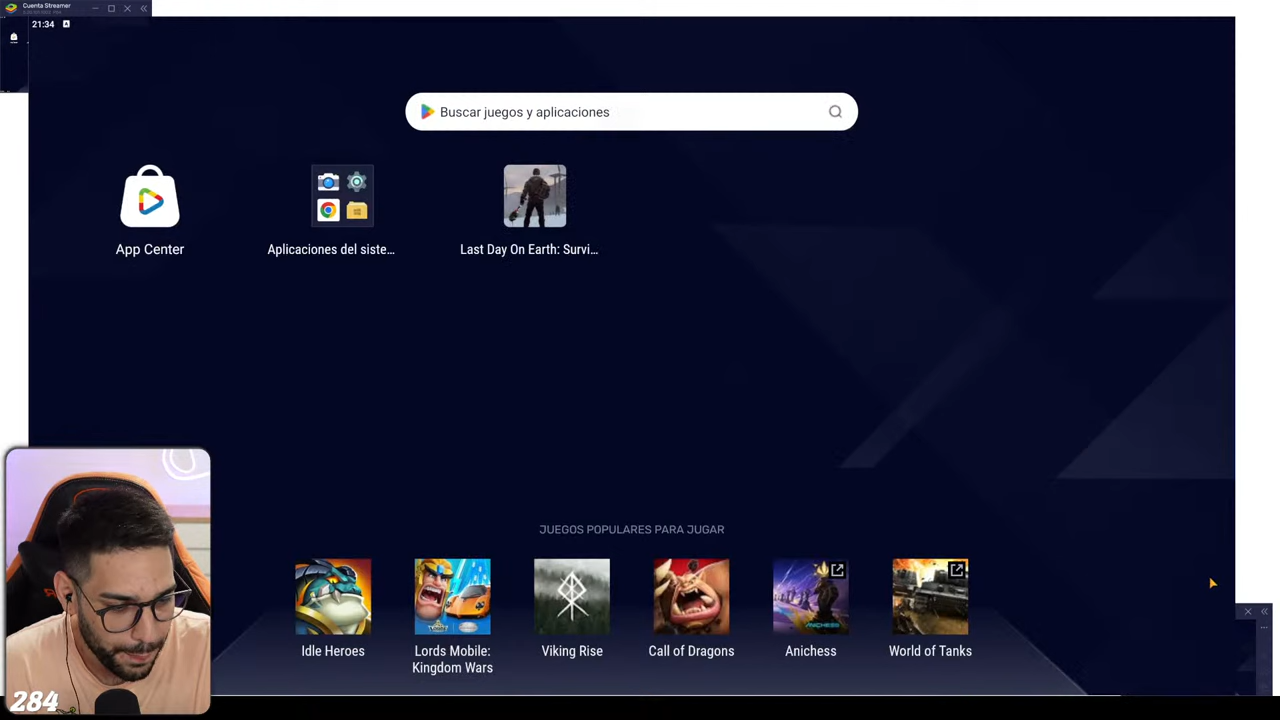 Cuenta Streamer
21:34
Buscar juegos y aplicaciones
App Center
Aplicaciones del siste...
Last Day On Earth: Survi...
JUEGOS POPULARES PARA JUGAR
Idle Heroes
Lords Mobile: Kingdom Wars
Viking Rise
Call of Dragons
Anichess
World of Tanks
284